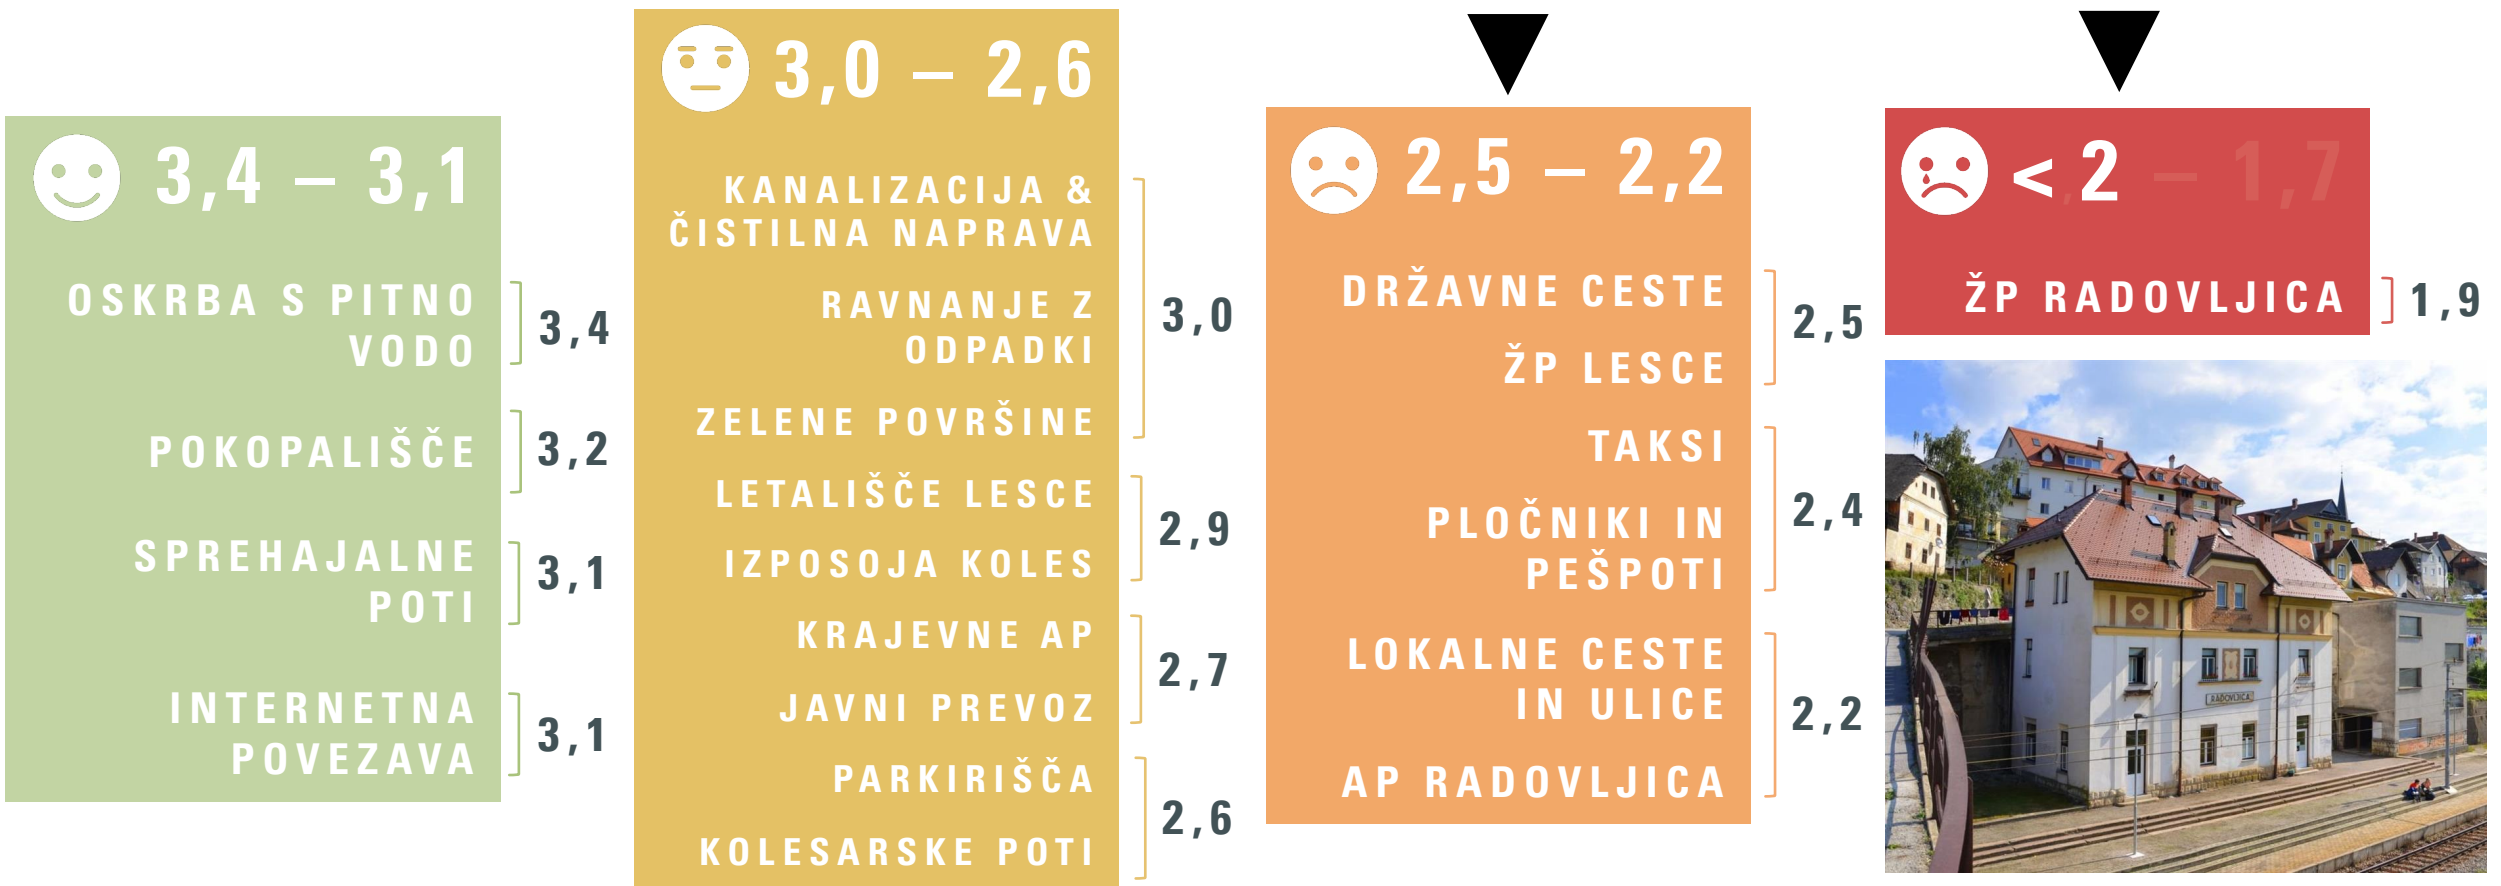 3,4 – 3,1
OSKRBA S PITNO
VODO
3,4
POKOPALIŠČE
3,2
SPREHAJALNE
POTI
3,1
INTERNETNA
POVEZAVA
3,1
3,0 – 2,6
KANALIZACIJA &
ČISTILNA NAPRAVA
RAVNANJE Z
ODPADKI
ZELENE POVRŠINE
3,0
LETALIŠČE LESCE
IZPOSOJA KOLES
2,9
KRAJEVNE AP
JAVNI PREVOZ
2,7
PARKIRIŠČA
KOLESARSKE POTI
2,6
2,5 – 2,2
DRŽAVNE CESTE
ŽP LESCE
2,5
TAKSI
PLOČNIKI IN
PEŠPOTI
2,4
LOKALNE CESTE
IN ULICE
AP RADOVLJICA
2,2
<,2 – 1,7
ŽP RADOVLJICA
1,9
RADOVLJICA